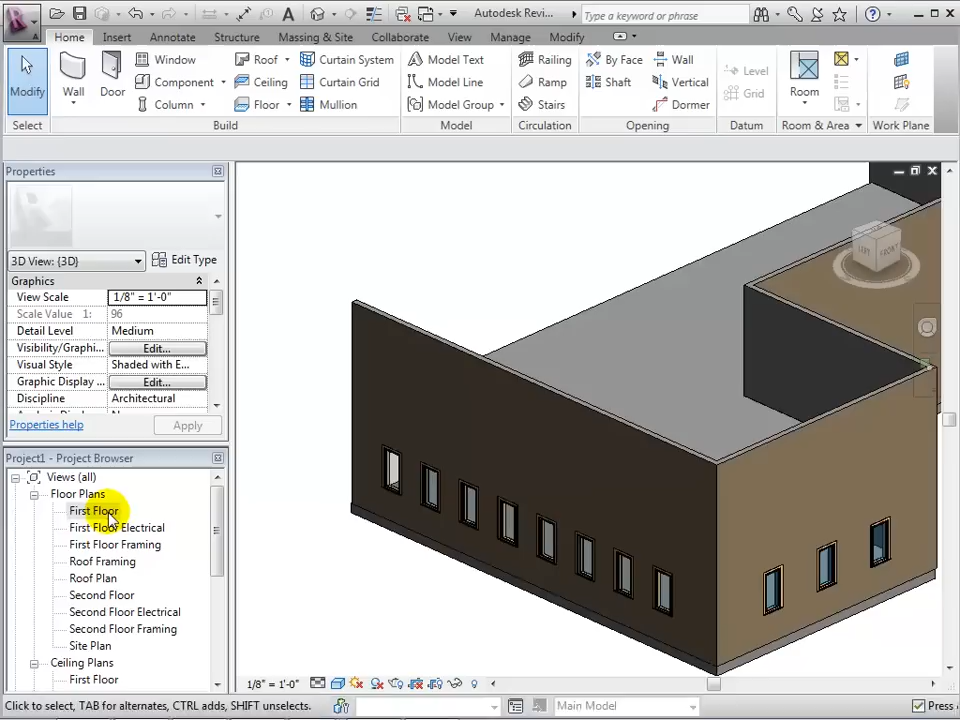 Autodesk Revi...
Type a keyword or phrase
Home Insert Annotate Structure Massing & Site Collaborate View Manage Modify
Modify Wall Door Window Component Column Roof Ceiling Floor Curtain System Curtain Grid Mullion Model Text Model Line Model Group Railing Ramp Stairs By Face Shaft Wall Vertical Dormer Level Grid Room
Select Build Model Circulation Opening Datum Room & Area Work Plane
Properties
3D View: {3D} Edit Type
Graphics
View Scale 1/8" = 1'-0"
Scale Value 1: 96
Detail Level Medium
Visibility/Graphi... Edit...
Visual Style Shaded with E...
Graphic Display ... Edit...
Discipline Architectural
Properties help Apply
Project1 - Project Browser
Views (all)
Floor Plans
First Floor
First Floor Electrical
First Floor Framing
Roof Framing
Roof Plan
Second Floor
Second Floor Electrical
Second Floor Framing
Site Plan
Ceiling Plans
First Floor
LEFT FRONT
1/8" = 1'-0"
Click to select, TAB for alternates, CTRL adds, SHIFT unselects. Main Model Press